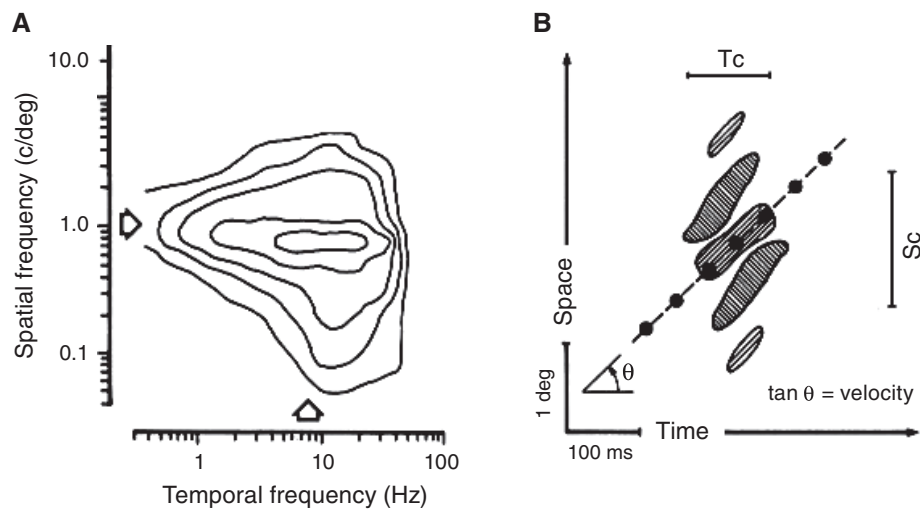 A
Spatial frequency (c/deg)
10.0
1.0
0.1
1
10
100
Temporal frequency (Hz)
B
Tc
Sc
Space
1 deg
θ
tan θ = velocity
100 ms
Time